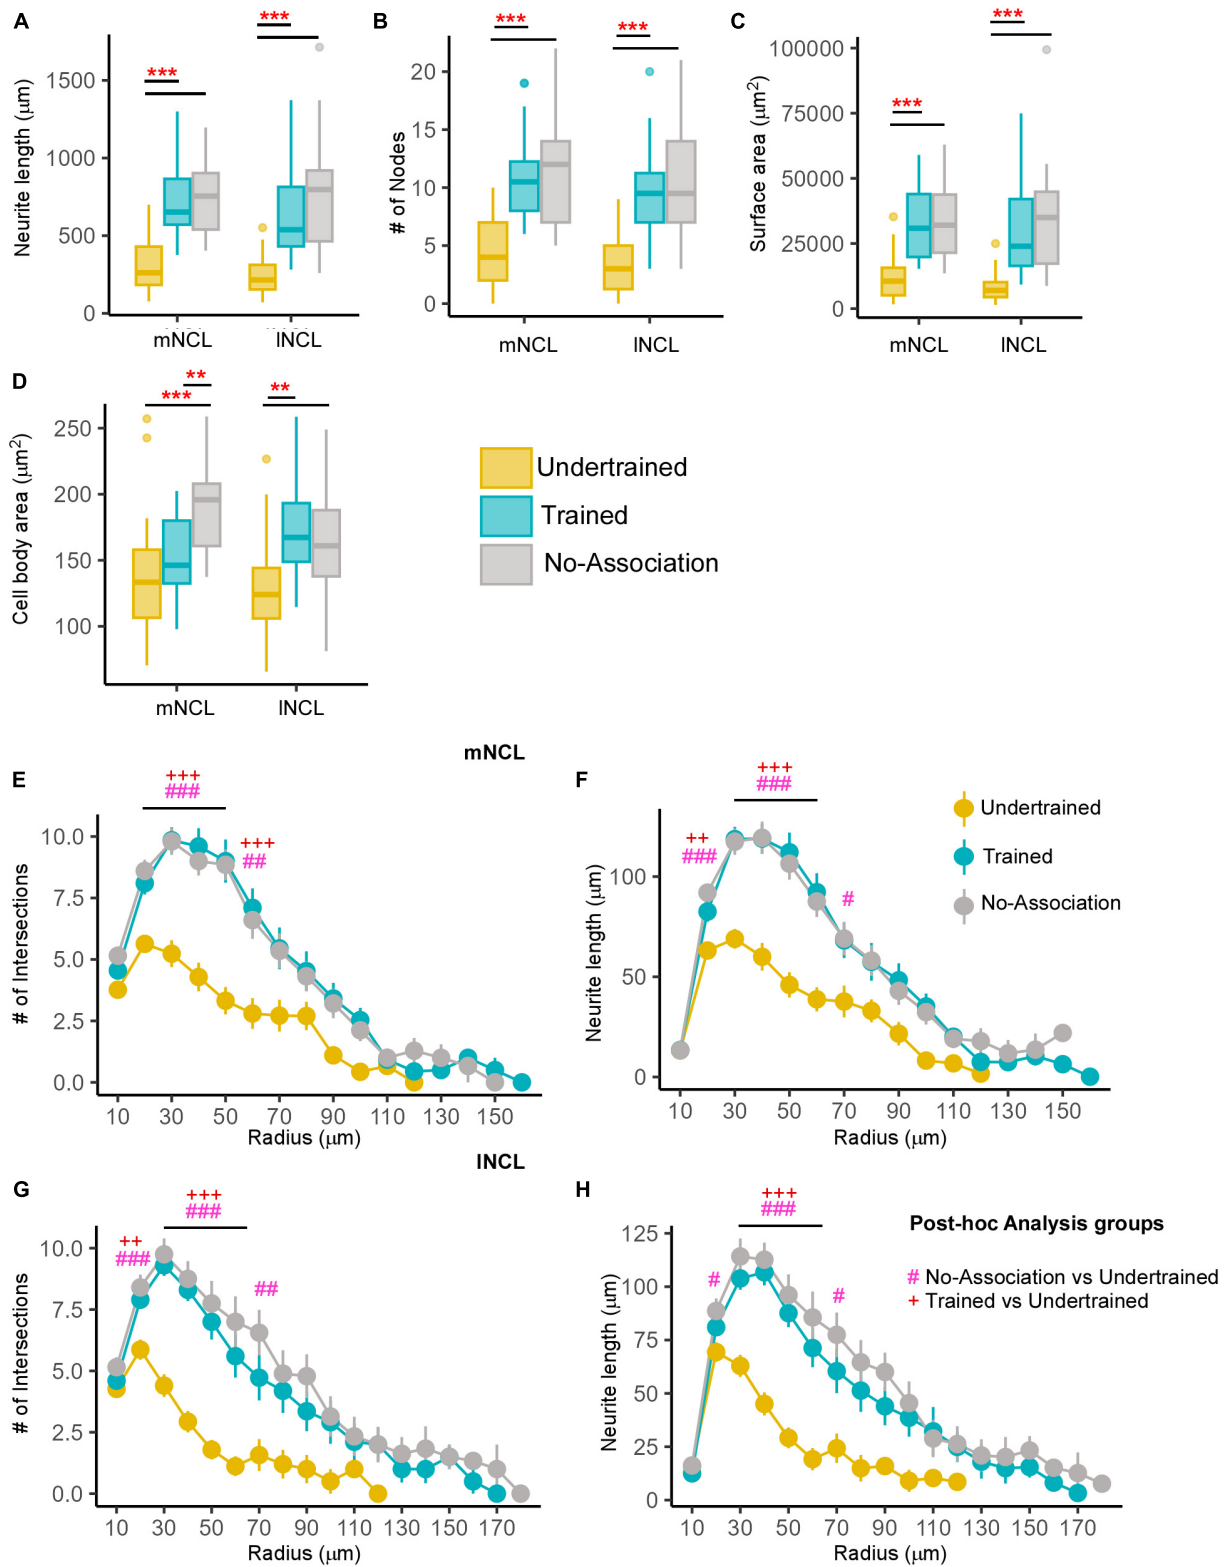 A
***
***
Neurite length (µm)
1500
1000
500
0
mNCL
lNCL
B
***
***
# of Nodes
20
15
10
5
0
mNCL
lNCL
C
***
***
Surface area (µm²)
100000
75000
50000
25000
0
mNCL
lNCL
D
**
***
**
Cell body area (µm²)
250
200
150
100
mNCL
lNCL
Undertrained
Trained
No-Association
mNCL
E
+++
###
+++
##
# of Intersections
10.0
7.5
5.0
2.5
0.0
10 30 50 70 90 110 130 150
Radius (µm)
F
+++
###
++
###
#
Neurite length (µm)
100
50
0
10 30 50 70 90 110 130 150
Radius (µm)
Undertrained
Trained
No-Association
lNCL
G
+++
###
++
###
##
# of Intersections
10.0
7.5
5.0
2.5
0.0
10 30 50 70 90 110 130 150 170
Radius (µm)
H
+++
###
#
#
Neurite length (µm)
125
100
75
50
25
0
10 30 50 70 90 110 130 150 170
Radius (µm)
Post-hoc Analysis groups
# No-Association vs Undertrained
+ Trained vs Undertrained